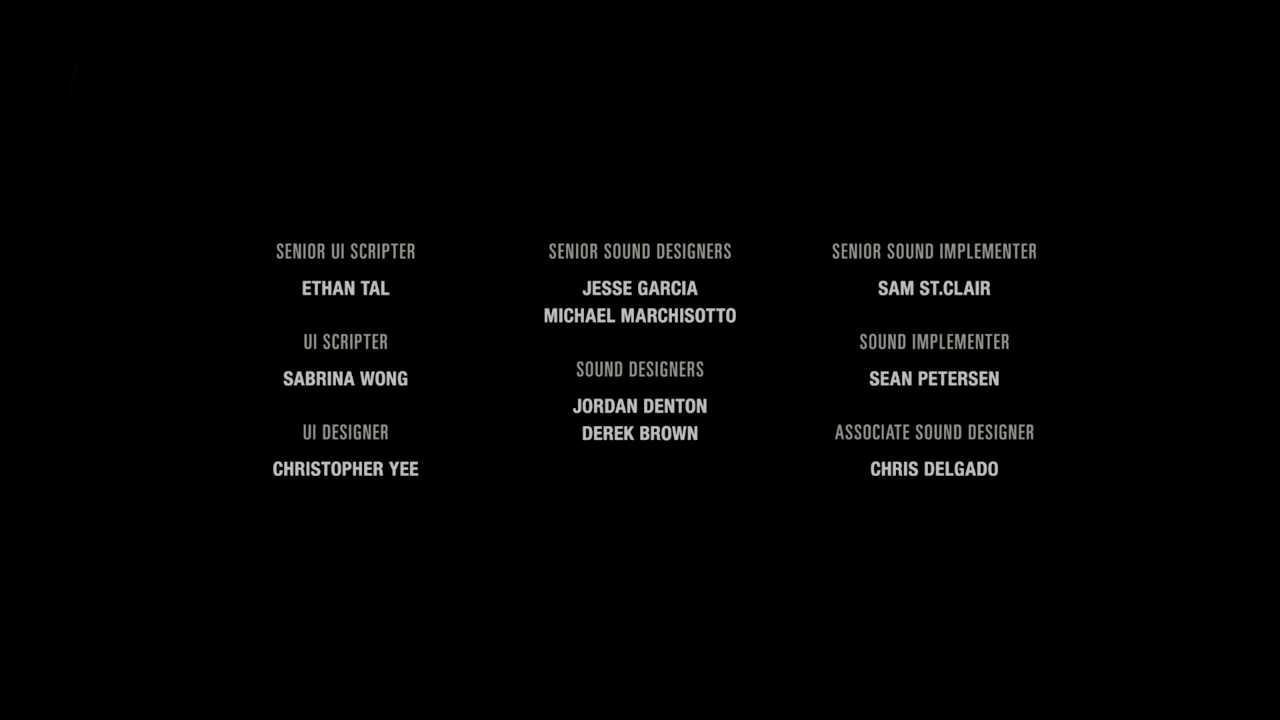 SENIOR UI SCRIPTER
ETHAN TAL
UI SCRIPTER
SABRINA WONG
UI DESIGNER
CHRISTOPHER YEE
SENIOR SOUND DESIGNERS
JESSE GARCIA
MICHAEL MARCHISOTTO
SOUND DESIGNERS
JORDAN DENTON
DEREK BROWN
SENIOR SOUND IMPLEMENTER
SAM ST.CLAIR
SOUND IMPLEMENTER
SEAN PETERSEN
ASSOCIATE SOUND DESIGNER
CHRIS DELGADO